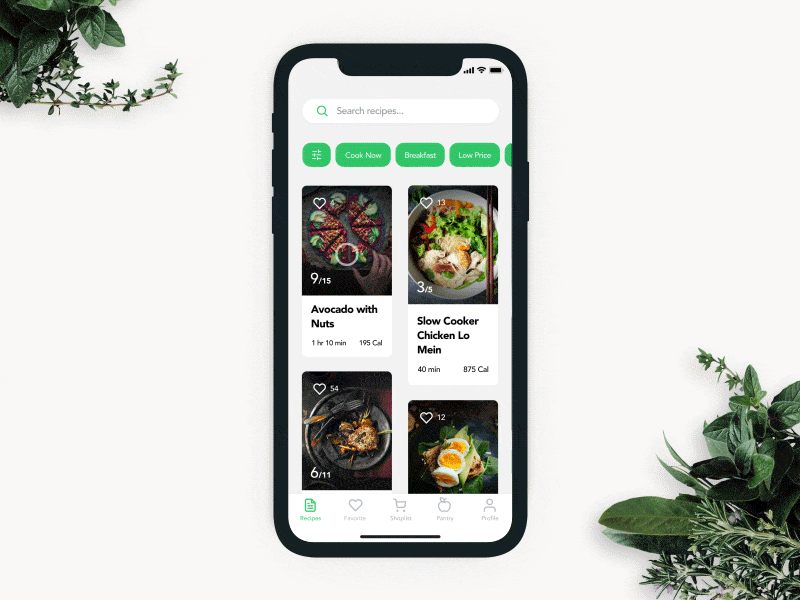 Search recipes...
Cook Now
Breakfast
Low Price
4
13
9/15
3/5
Avocado with
Nuts
1 hr 10 min
195 Cal
Slow Cooker
Chicken Lo
Mein
40 min
875 Cal
54
12
6/11
Recipes
Favorite
Shoplist
Pantry
Profile